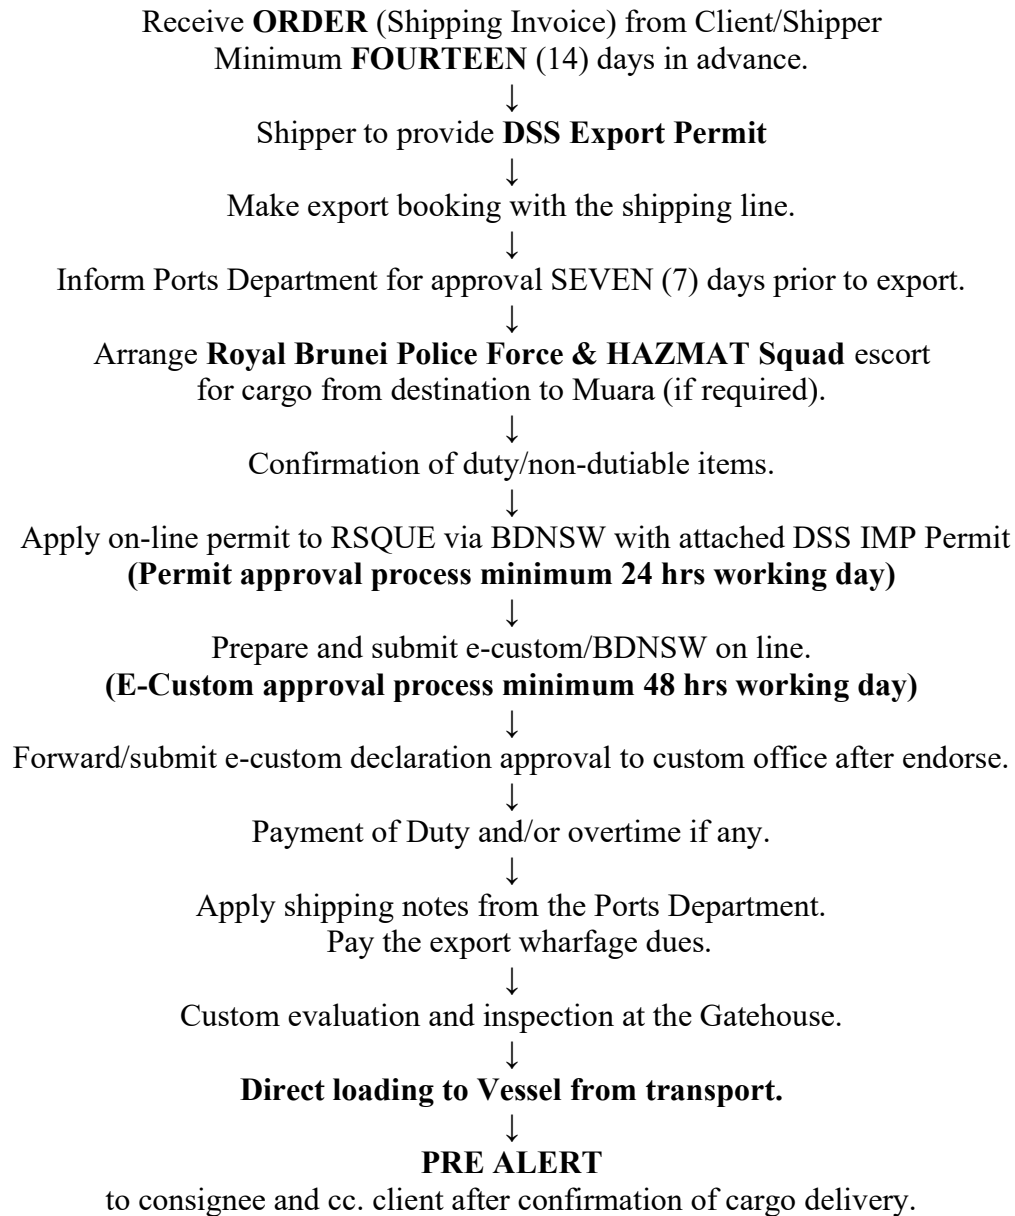 Receive ORDER (Shipping Invoice) from Client/Shipper
Minimum FOURTEEN (14) days in advance.
↓
Shipper to provide DSS Export Permit
↓
Make export booking with the shipping line.
↓
Inform Ports Department for approval SEVEN (7) days prior to export.
↓
Arrange Royal Brunei Police Force & HAZMAT Squad escort
for cargo from destination to Muara (if required).
↓
Confirmation of duty/non-dutiable items.
↓
Apply on-line permit to RSQUE via BDNSW with attached DSS IMP Permit
(Permit approval process minimum 24 hrs working day)
↓
Prepare and submit e-custom/BDNSW on line.
(E-Custom approval process minimum 48 hrs working day)
↓
Forward/submit e-custom declaration approval to custom office after endorse.
↓
Payment of Duty and/or overtime if any.
↓
Apply shipping notes from the Ports Department.
Pay the export wharfage dues.
↓
Custom evaluation and inspection at the Gatehouse.
↓
Direct loading to Vessel from transport.
↓
PRE ALERT
to consignee and cc. client after confirmation of cargo delivery.